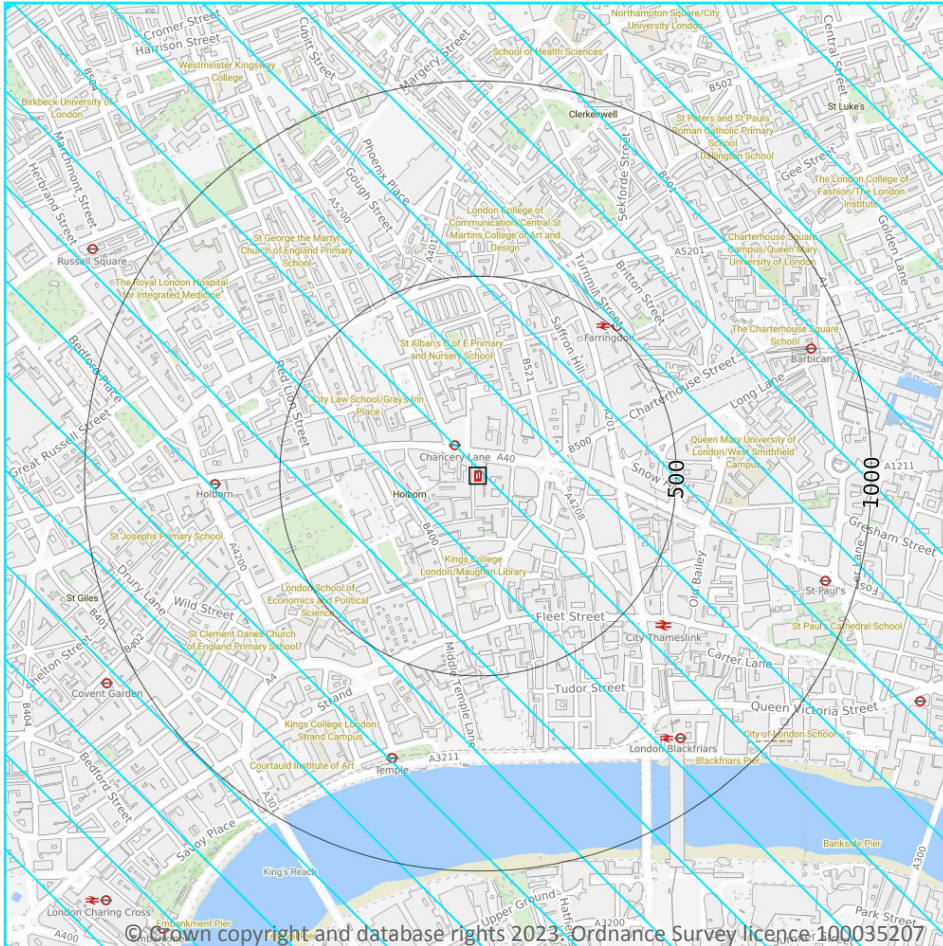 Cromer Street
Harrison Street
B504
Westminster Kingsway
College
Cubitt Street
Margery Street
School of Health Sciences
Northampton Square/City
University London
Central Street
B502
St Luke's
Birkbeck University of
London
Clerkenwell
St Peters and St Pauls
Roman Catholic Primary
School
Dallington School
Gee Street
Marchmont Street
Herbrand Street
Phoenix Place
Gough Street
A5200
Sekforde Street
B501
The London College of
Fashion/The London
Institute
London College of
Communication/Central St
Martins College of Art and
Design
A401
Golden Lane
St George the Martyr
Church of England Primary
School
Russell Square
Turnmill Street
Britton Street
A5201
Charterhouse Square
Campus/Queen Mary
University of London
The Royal London Hospital
for Integrated Medicine
Farringdon
Saffron Hill
St Albans C of E Primary
and Nursery School
The Charterhouse Square
School
Barbican
Bedford Place
Red Lion Street
B521
Charterhouse Street
Long Lane
City Law School/Gray's Inn
Place
A201
Great Russell Street
B500
Queen Mary University of
London/West Smithfield
Campus
Chancery Lane
A40
A1211
500
1000
Holborn
Holborn
Snow
A4208
Gresham Street
St Josephs Primary School
B400
A4200
Kings College
London/Maughan Library
Old Bailey
Foster Lane
St Paul's
Drury Lane
St Giles
London School of
Economics and Political
Science
B401
Wild Street
B402
Fleet Street
City Thameslink
St Paul's Cathedral School
St Clement Danes Church
of England Primary School
Carter Lane
Shelton Street
A4
Middle Temple Lane
Covent Garden
Strand
Tudor Street
B404
Queen Victoria Street
Kings College London
Strand Campus
City of London School
London Blackfriars
Blackfriars Pier
Courtauld Institute of Art
Temple
A3211
Bedford Street
A301
Savoy Place
King's Reach
Bankside Pier
A300
London Charing Cross
Embankment Pier
Upper Ground
Park Street
A400
A3200
© Crown copyright and database rights 2023. Ordnance Survey licence 100035207